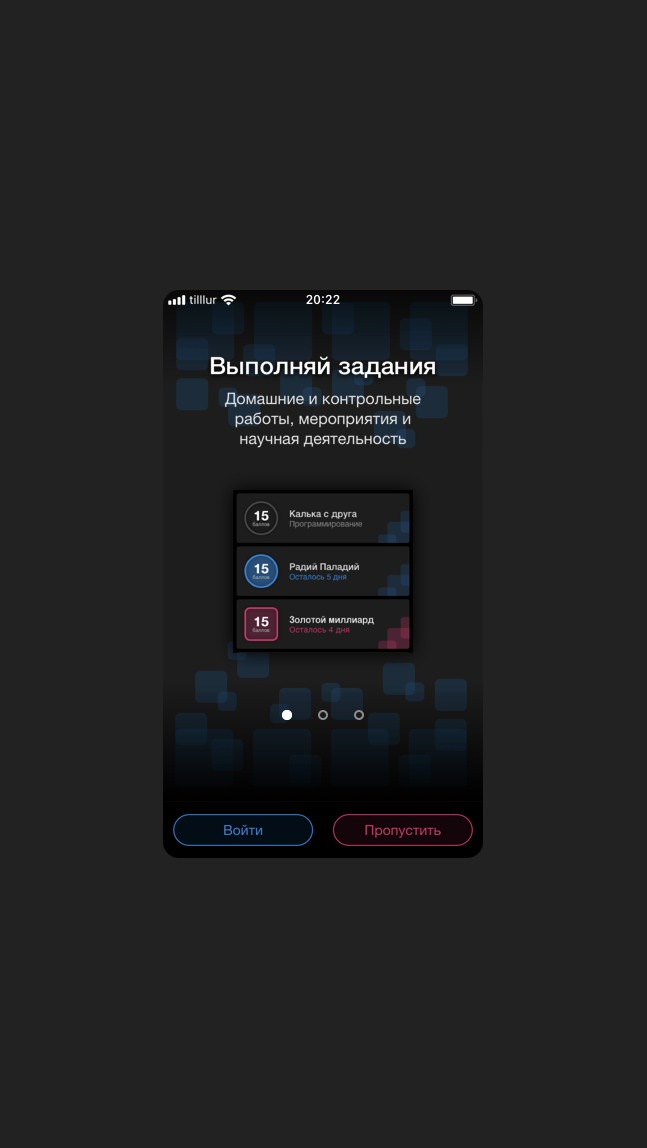 tilllur
20:22
Выполняй задания
Домашние и контрольные
работы, мероприятия и
научная деятельность
15
баллов
Калька с друга
Программирование
15
баллов
Радий Паладий
Осталось 5 дня
15
баллов
Золотой миллиард
Осталось 4 дня
Войти
Пропустить